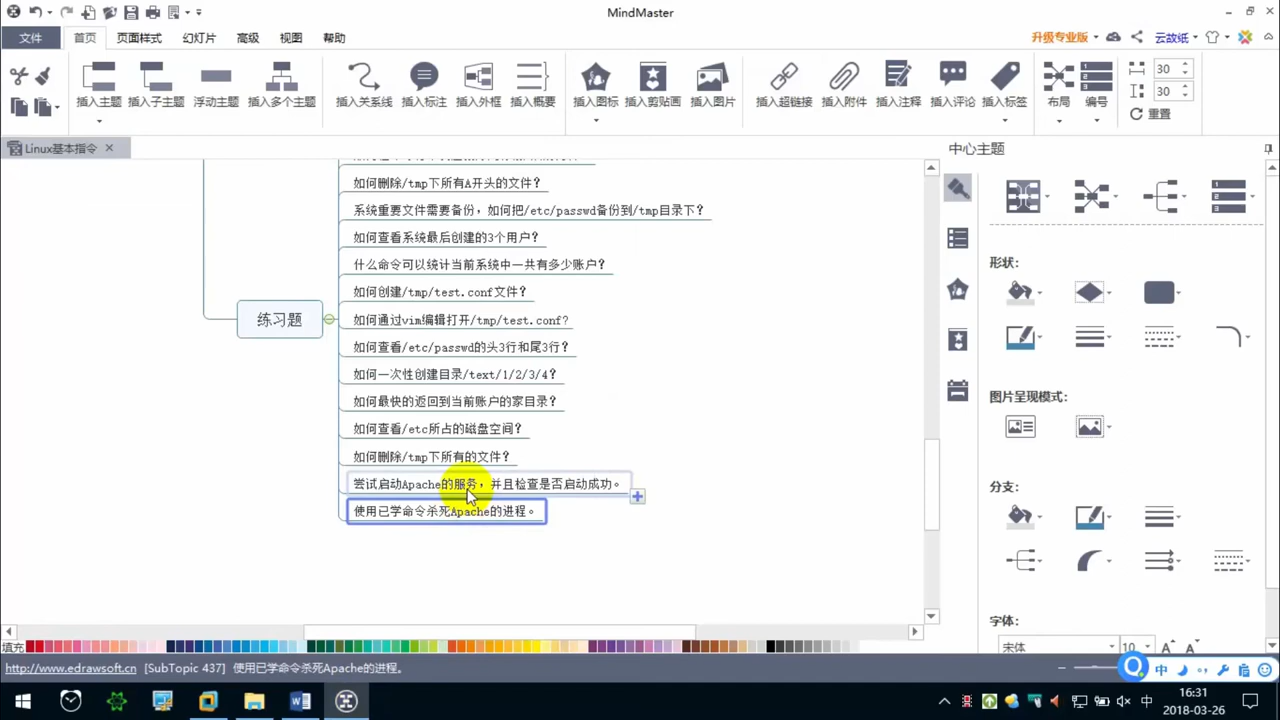 MindMaster
文件 首页 页面样式 幻灯片 高级 视图 帮助 升级专业版 云故纸
插入主题 插入子主题 浮动主题 插入多个主题 插入关系线 插入标注 插入外框 插入概要 插入图标 插入剪贴画 插入图片 插入超链接 插入附件 插入注释 插入评论 插入标签 布局 编号
30
30
重置
Linux基本指令
中心主题
如何删除/tmp下所有A开头的文件?
系统重要文件需要备份,如何把/etc/passwd备份到/tmp目录下?
如何查看系统最后创建的3个用户?
什么命令可以统计当前系统中一共有多少账户?
如何创建/tmp/test.conf文件?
练习题
如何通过vim编辑打开/tmp/test.conf?
如何查看/etc/passwd的头3行和尾3行?
如何一次性创建目录/text/1/2/3/4?
如何最快的返回到当前账户的家目录?
如何查看/etc所占的磁盘空间?
如何删除/tmp下所有的文件?
尝试启动Apache的服务,并且检查是否启动成功。
使用已学命令杀死Apache的进程。
形状:
图片呈现模式:
分支:
字体:
宋体 10
填充
http://www.edrawsoft.cn [SubTopic 437] 使用已学命令杀死Apache的进程。
中
中
16:31
2018-03-26